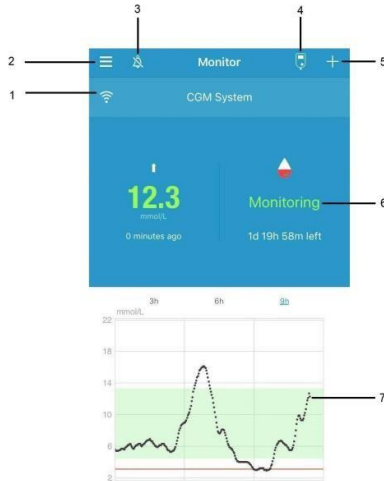 3
4
2
Monitor
5
1
CGM System
12.3
mmol/L
0 minutes ago
Monitoring
6
1d 19h 58m left
3h 6h 9h
mmol/L
22
18
14
7
10
6
2